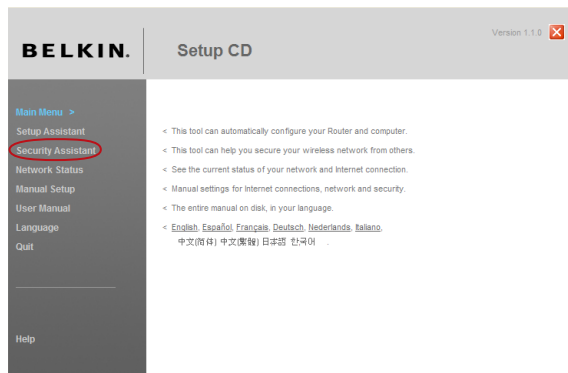 BELKIN.
Setup CD
Version 1.1.0
Main Menu >
Setup Assistant
< This tool can automatically configure your Router and computer.
Security Assistant
< This tool can help you secure your wireless network from others.
Network Status
< See the current status of your network and Internet connection.
Manual Setup
< Manual settings for Internet connections, network and security.
User Manual
< The entire manual on disk, in your language.
Language
< English, Español, Français, Deutsch, Nederlands, Italiano,
中文(简体) 中文(繁體) 日本語 한국어
Quit
Help